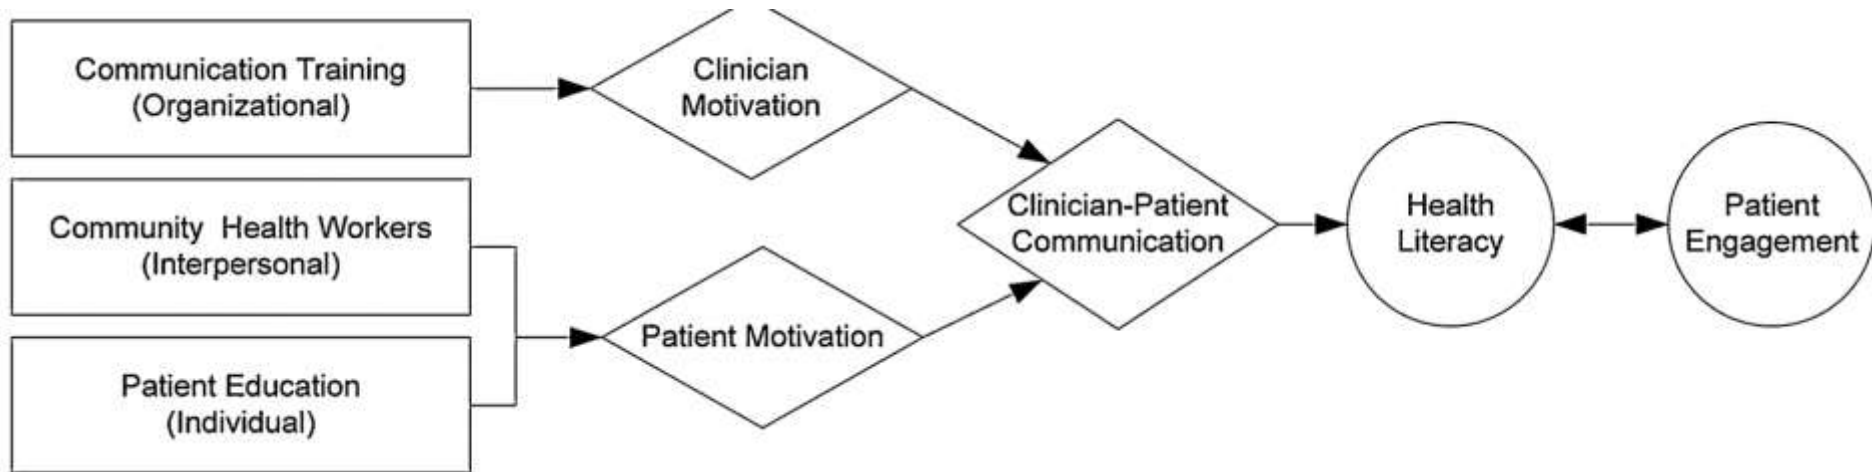 Communication Training
(Organizational)
Clinician
Motivation
Community Health Workers
(Interpersonal)
Patient Education
(Individual)
Patient Motivation
Clinician-Patient
Communication
Health
Literacy
Patient
Engagement